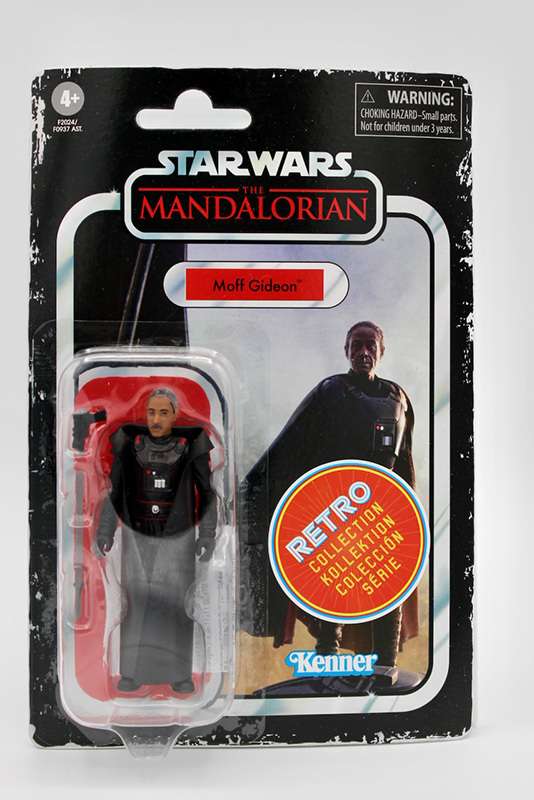 4+
F2024/
F0937 AST.
⚠ WARNING:
CHOKING HAZARD–Small parts.
Not for children under 3 years.
STAR WARS
THE
MANDALORIAN
Moff Gideon™
RETRO
COLLECTION
KOLLEKTION
COLECCIÓN
SÉRIE
Kenner